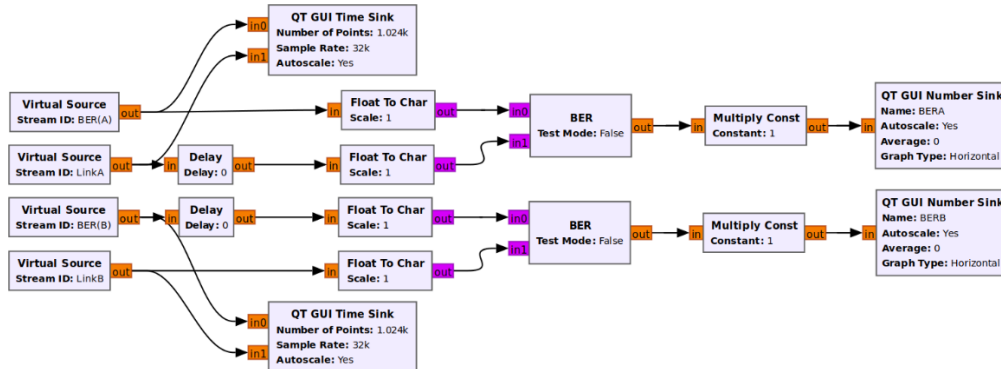 QT GUI Time Sink
Number of Points: 1.024k
Sample Rate: 32k
Autoscale: Yes
in0
in1
Virtual Source
Stream ID: BER(A)
out
in
Float To Char
Scale: 1
out
in0
in1
BER
Test Mode: False
out
in
Multiply Const
Constant: 1
out
in
QT GUI Number Sink
Name: BERA
Autoscale: Yes
Average: 0
Graph Type: Horizontal
Virtual Source
Stream ID: LinkA
out
in
Delay
Delay: 0
out
in
Float To Char
Scale: 1
out
Virtual Source
Stream ID: BER(B)
out
in
Delay
Delay: 0
out
in
Float To Char
Scale: 1
out
in0
in1
BER
Test Mode: False
out
in
Multiply Const
Constant: 1
out
in
QT GUI Number Sink
Name: BERB
Autoscale: Yes
Average: 0
Graph Type: Horizontal
Virtual Source
Stream ID: LinkB
out
in
Float To Char
Scale: 1
out
QT GUI Time Sink
Number of Points: 1.024k
Sample Rate: 32k
Autoscale: Yes
in0
in1